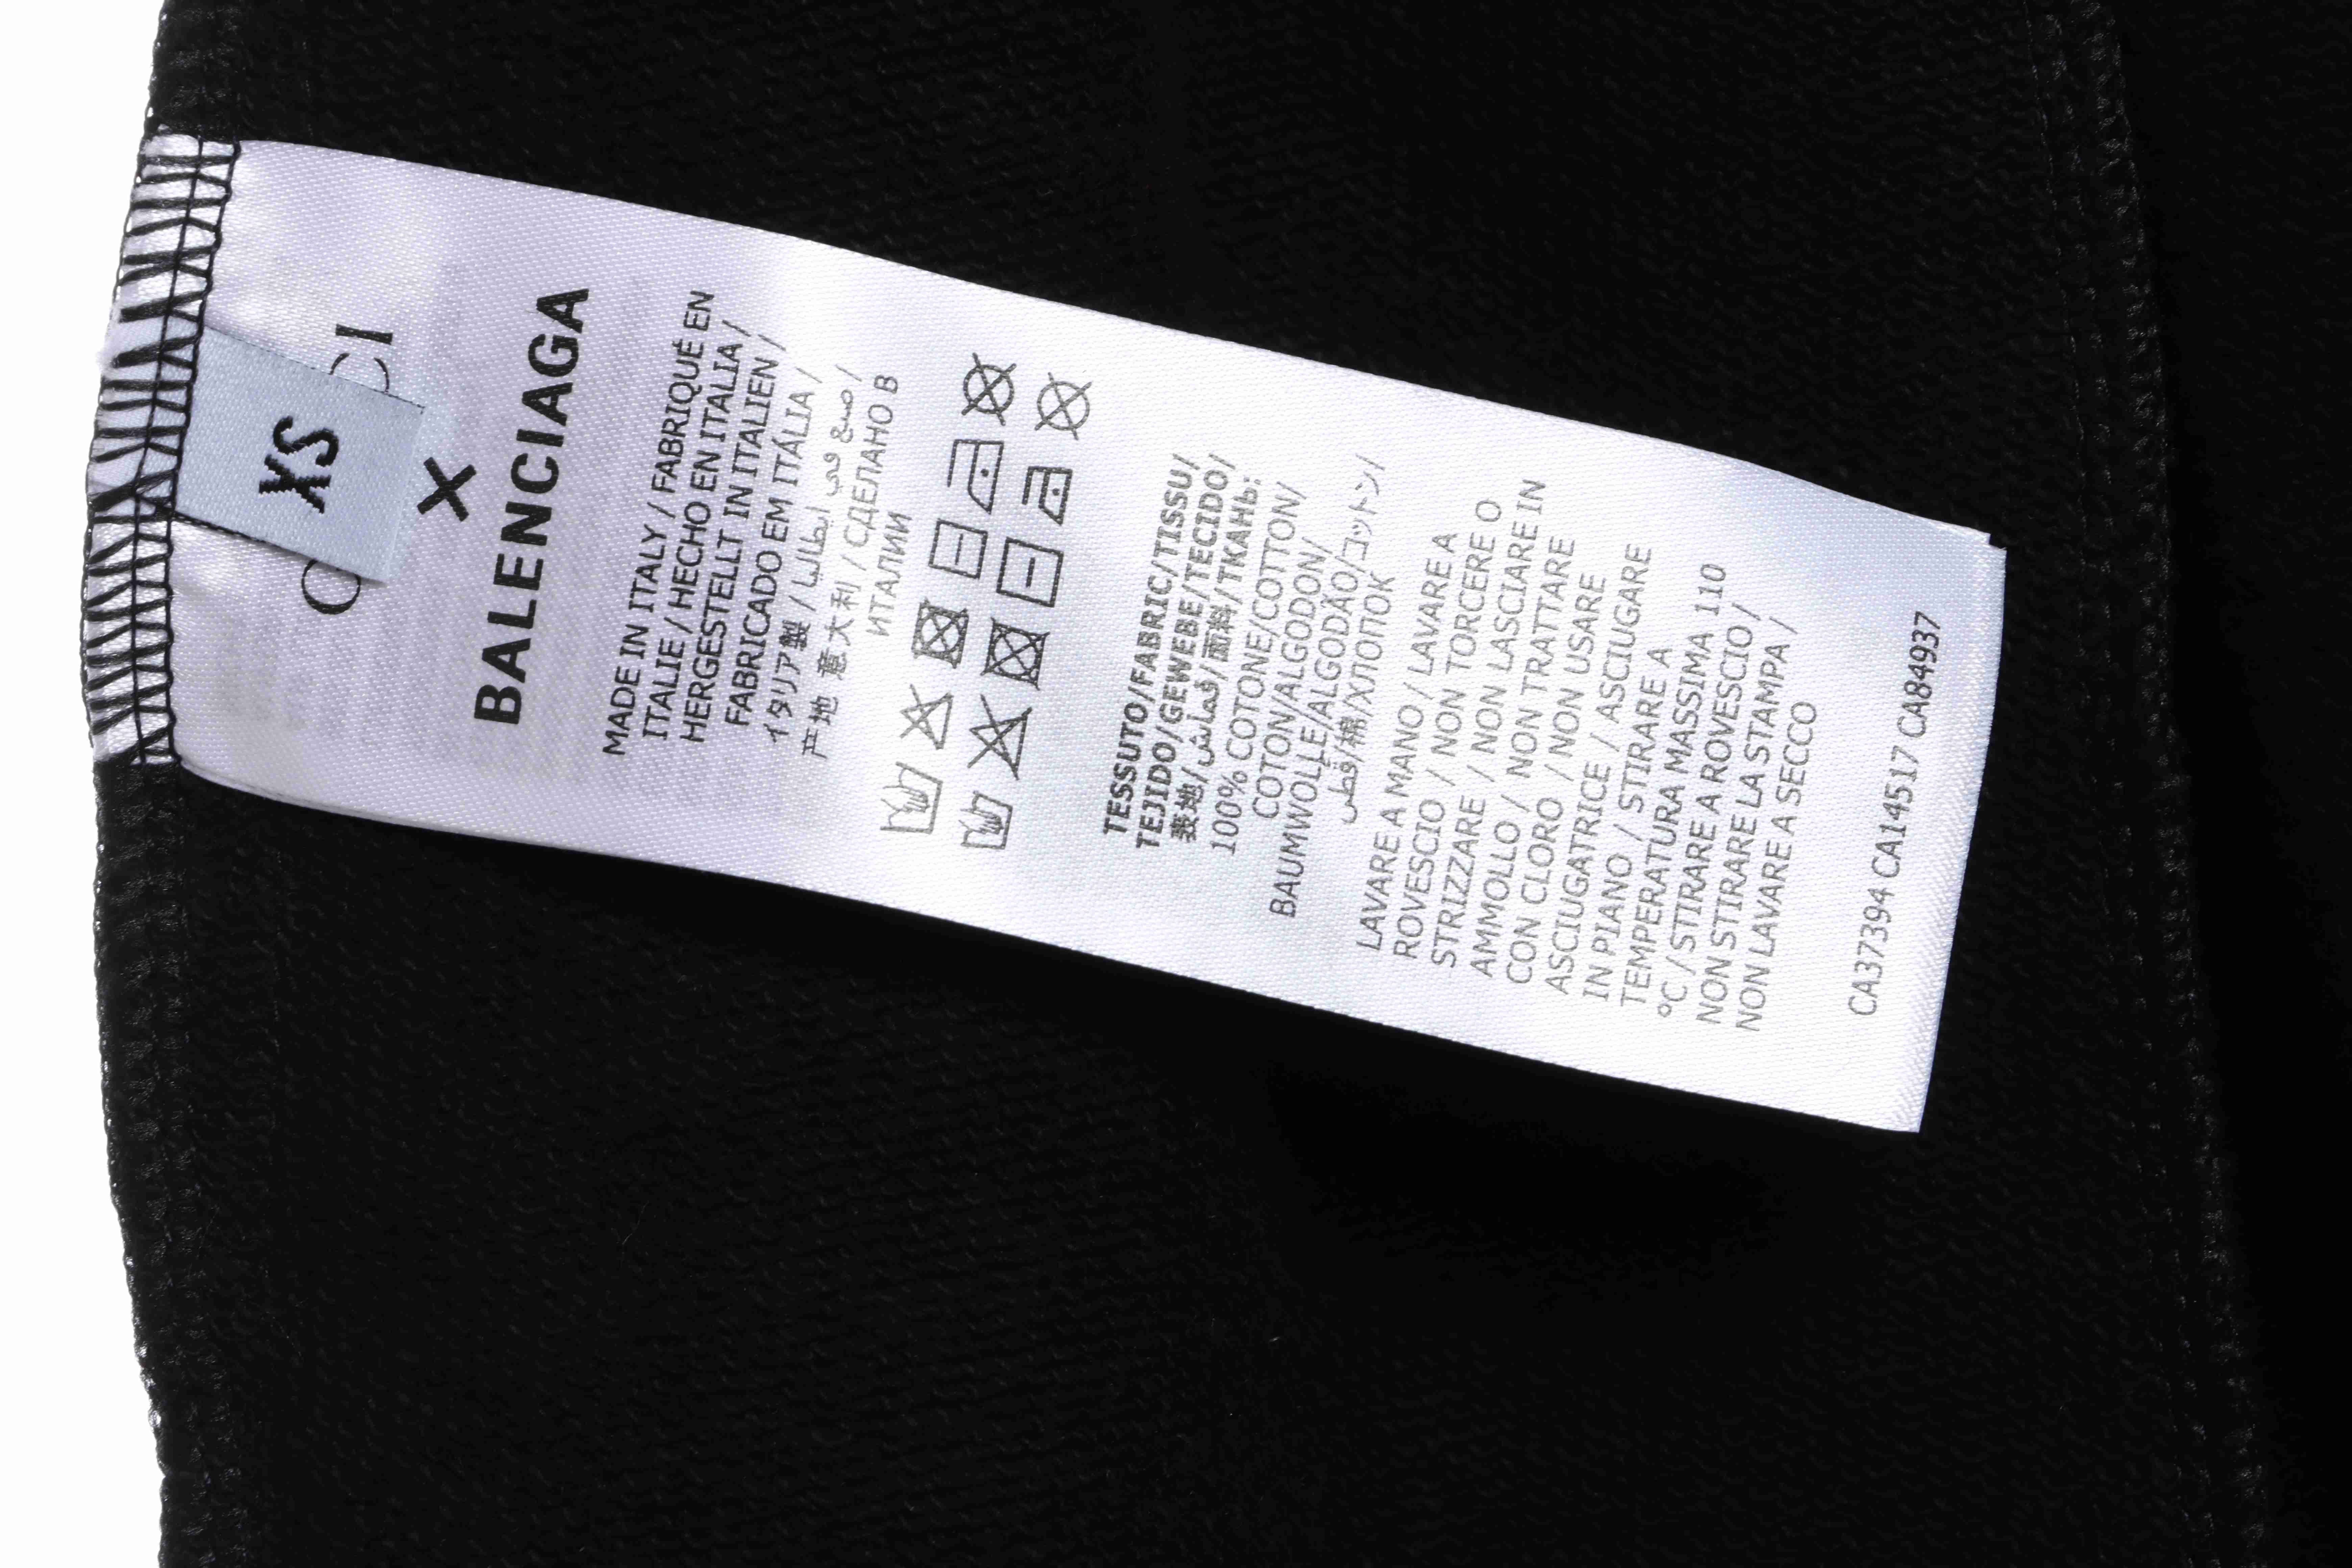 XS
×
BALENCIAGA
MADE IN ITALY / FABRIQUÉ EN
ITALIE / HECHO EN ITALIA /
HERGESTELLT IN ITALIEN /
FABRICADO EM ITÁLIA /
イタリア製 / صنع في إيطاليا /
产地 意大利 / СДЕЛАНО В
ИТАЛИИ
TESSUTO/FABRIC/TISSU/
TEJIDO/GEWEBE/TECIDO/
表地/قماش/面料/ТКАНЬ:
100% COTONE/COTTON/
COTON/ALGODON/
BAUMWOLLE/ALGODÃO/コットン/
قطن/棉/ХЛОПОК
LAVARE A MANO / LAVARE A
ROVESCIO / NON TORCERE O
STRIZZARE / NON LASCIARE IN
AMMOLLO / NON TRATTARE
CON CLORO / NON USARE
ASCIUGATRICE / ASCIUGARE
IN PIANO / STIRARE A
TEMPERATURA MASSIMA 110
°C / STIRARE A ROVESCIO /
NON STIRARE LA STAMPA /
NON LAVARE A SECCO
CA37394 CA14517 CA84937